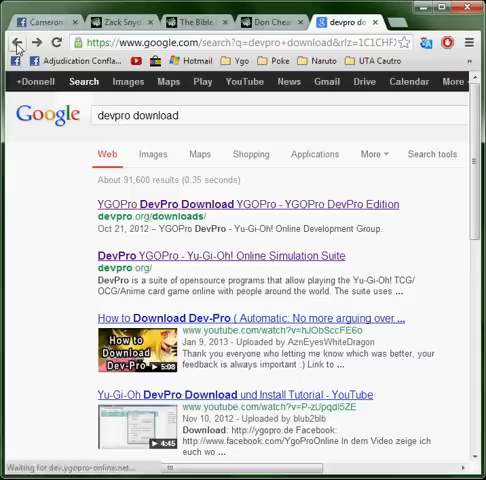 Cameron
Zack Snyd
The Bible
Don Chea
devpro do
https://www.google.com/search?q=devpro+download&rlz=1C1CHF
Adjudication Confla...
Hotmail
Ygo
Poke
Naruto
UTA Cautro
+Donnell Search Images Maps Play YouTube News Gmail Drive Calendar More
Google devpro download
Web Images Maps Shopping Applications More Search tools
About 91,600 results (0.35 seconds)
YGOPro DevPro Download YGOPro - YGOPro DevPro Edition
devpro.org/downloads/
Oct 21, 2012 – YGOPro DevPro - Yu-Gi-Oh! Online Development Group.
DevPro YGOPro - Yu-Gi-Oh! Online Simulation Suite
devpro.org/
DevPro is a suite of opensource programs that allow playing the Yu-Gi-Oh! TCG/
OCG/Anime card game online with people around the world. The suite uses ...
How to Download Dev-Pro ( Automatic: No more arguing over ...
www.youtube.com/watch?v=hJObSccFE6o
Jan 9, 2013 - Uploaded by AznEyesWhiteDragon
Thank you everyone who letting me know which was better, your
feedback is always important :) Link to ...
How to
Download
Dev-Pro
5:08
Yu-Gi-Oh DevPro Download und Install Tutorial - YouTube
www.youtube.com/watch?v=P-zUpqdI5ZE
Nov 10, 2012 - Uploaded by blub2blb
Download: http://ygopro.de Facebook:
http://www.facebook.com/YgoProOnline In dem Video zeige ich
euch wo ...
4:45
Waiting for dev.ygopro-online.net...